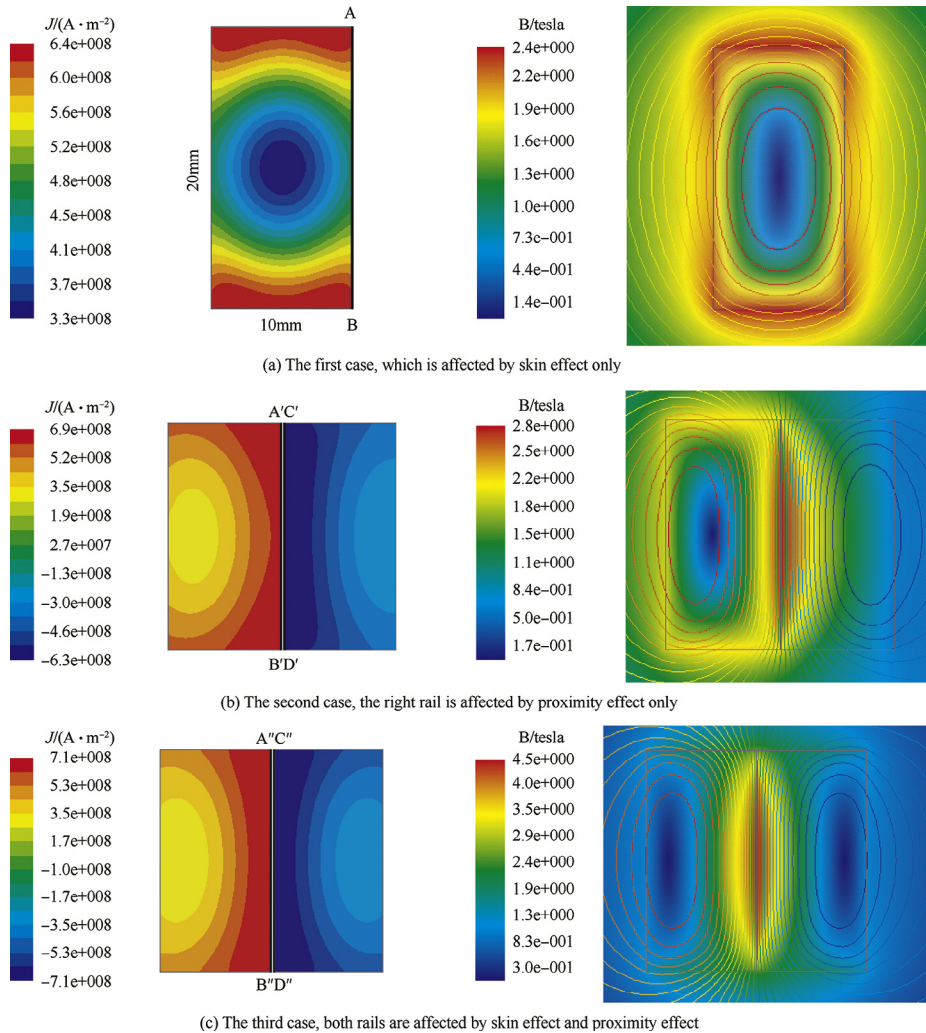 J/(A · m⁻²)
6.4e+008
6.0e+008
5.6e+008
5.2e+008
4.8e+008
4.5e+008
4.1e+008
3.7e+008
3.3e+008
A
20mm
10mm
B
B/tesla
2.4e+000
2.2e+000
1.9e+000
1.6e+000
1.3e+000
1.0e+000
7.3c−001
4.4e−001
1.4e−001
(a) The first case, which is affected by skin effect only
J/(A · m⁻²)
6.9e+008
5.2e+008
3.5e+008
1.9e+008
2.7e+007
−1.3e+008
−3.0e+008
−4.6e+008
−6.3e+008
A′C′
B′D′
B/tesla
2.8e+000
2.5e+000
2.1e+000
1.8e+000
1.5e+000
1.1e+000
8.4e−001
5.0e−001
1.7e−001
(b) The second case, the right rail is affected by proximity effect only
J/(A · m⁻²)
7.1e+008
5.3e+008
3.5e+008
1.7e+008
−1.0e+008
−1.7e+008
−3.5e+008
−5.3e+008
−7.1e+008
A″C″
B″D″
B/tesla
4.5e+000
4.0e+000
3.5e+000
2.9e+000
2.4e+000
1.9e+000
1.3e+000
8.3e−001
3.0e−001
(c) The third case, both rails are affected by skin effect and proximity effect